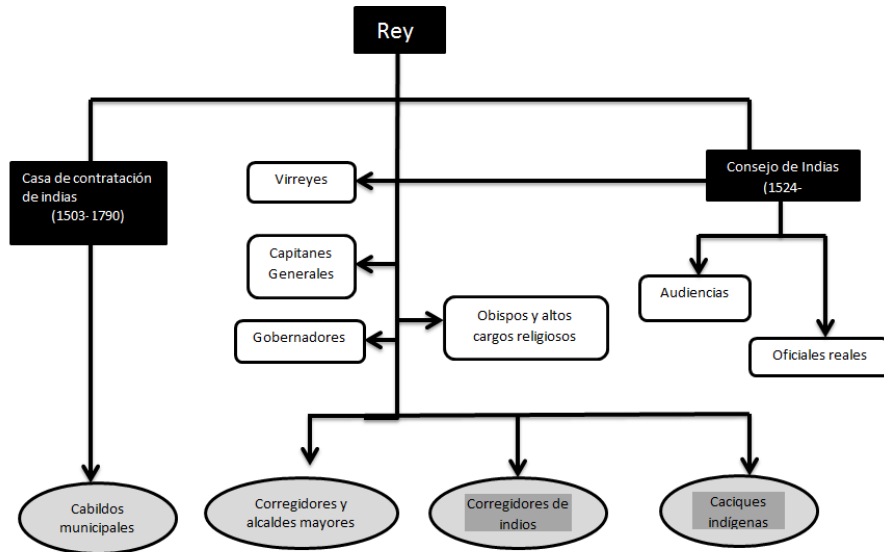 Rey
Casa de contratación
de indias
(1503-1790)
Consejo de Indias
(1524-
Virreyes
Capitanes
Generales
Gobernadores
Obispos y altos
cargos religiosos
Audiencias
Oficiales reales
Cabildos
municipales
Corregidores y
alcaldes mayores
Corregidores de
indios
Caciques
indígenas